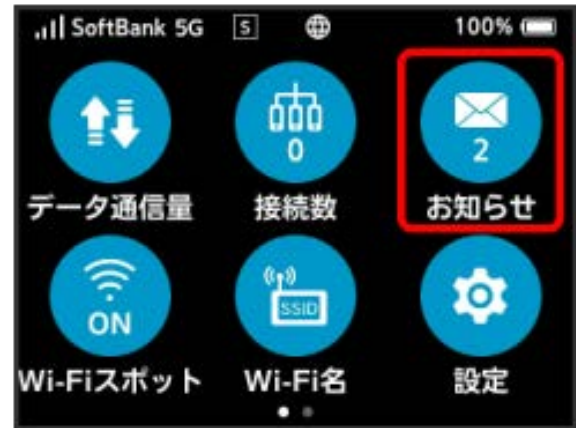 SoftBank 5G S 100%
0 2
データ通信量 接続数 お知らせ
ON SSID
Wi-Fiスポット Wi-Fi名 設定